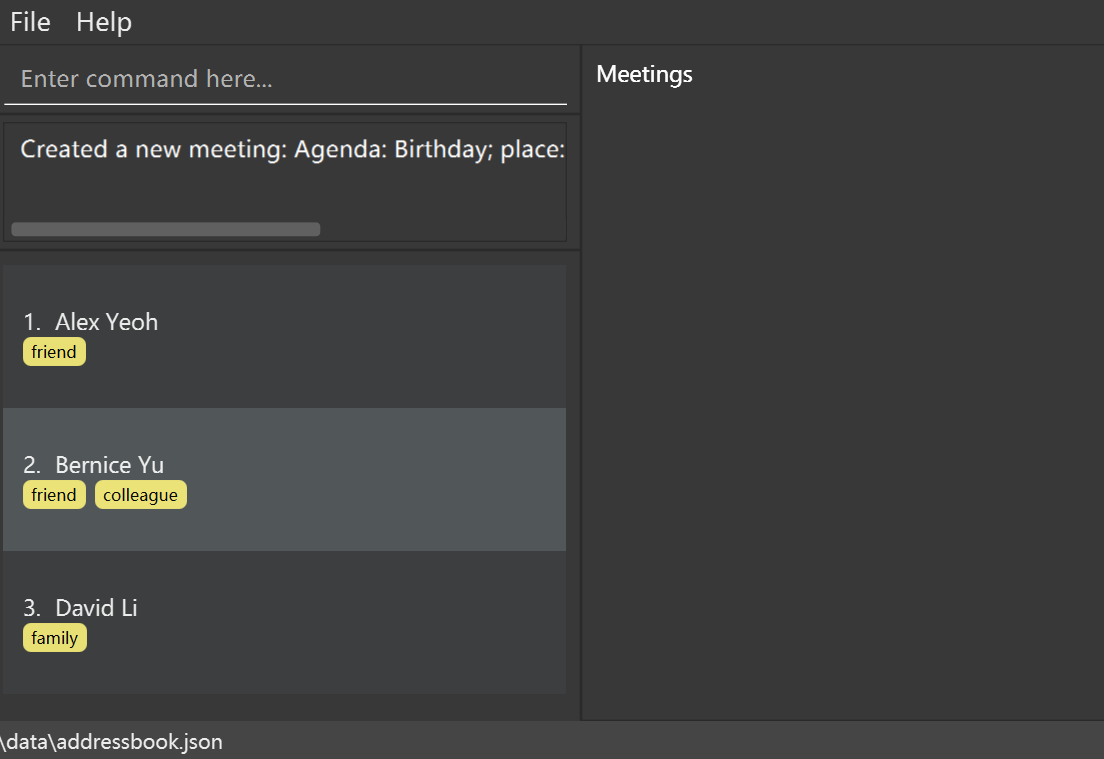 File Help
Enter command here...
Created a new meeting: Agenda: Birthday; place:
1. Alex Yeoh
friend
2. Bernice Yu
friend colleague
3. David Li
family
Meetings
\data\addressbook.json